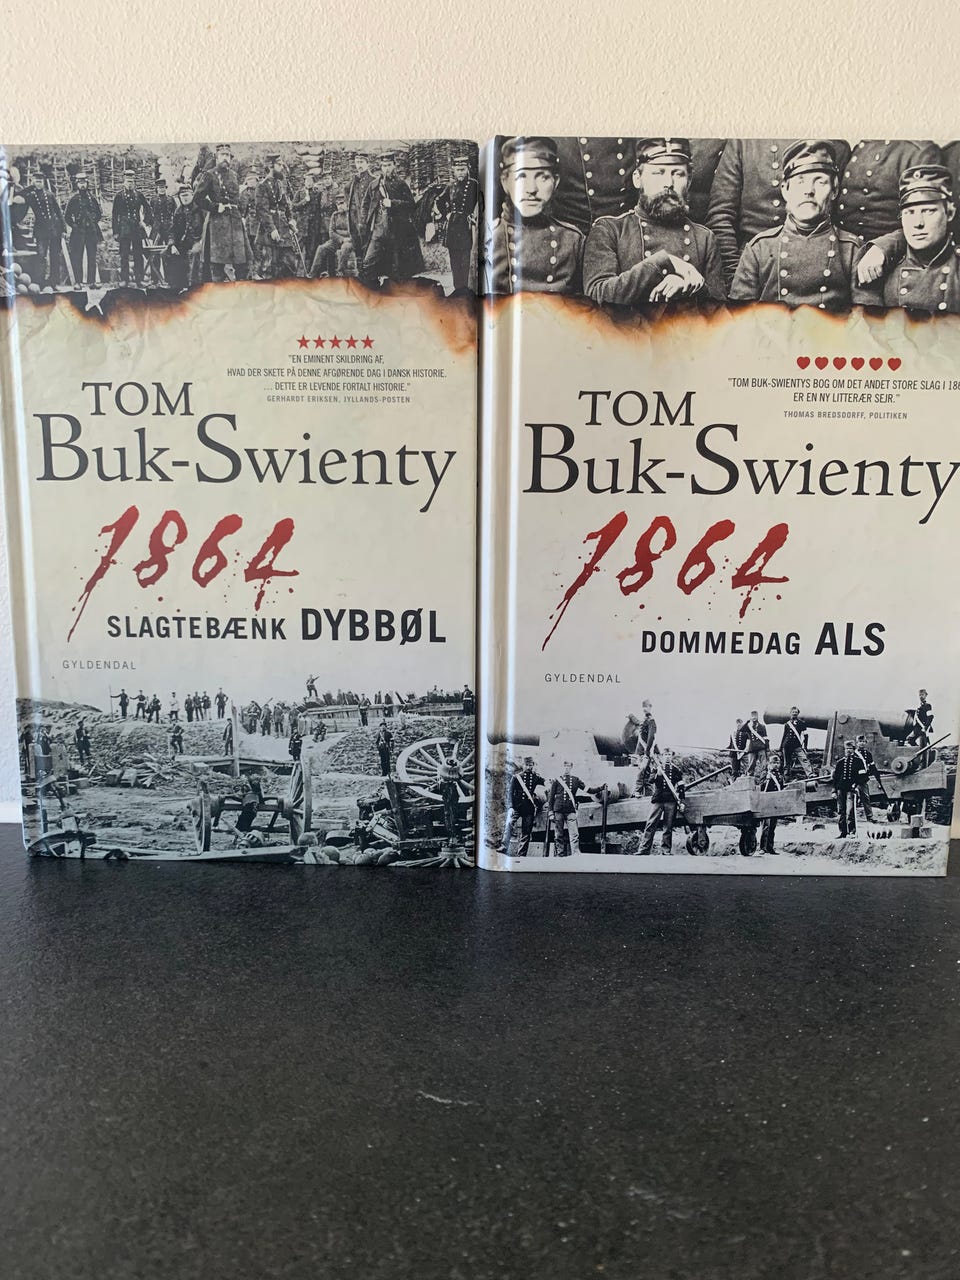 "EN EMINENT SKILDRING AF,
HVAD DER SKETE PÅ DENNE AFGØRENDE DAG I DANSK HISTORIE.
... DETTE ER LEVENDE FORTALT HISTORIE."
GERHARDT ERIKSEN, JYLLANDS-POSTEN
TOM
Buk-Swienty
1864
SLAGTEBÆNK DYBBØL
GYLDENDAL
"TOM BUK-SWIENTYS BOG OM DET ANDET STORE SLAG I 186
ER EN NY LITTERÆR SEJR."
THOMAS BREDSDORFF, POLITIKEN
TOM
Buk-Swienty
1864
DOMMEDAG ALS
GYLDENDAL